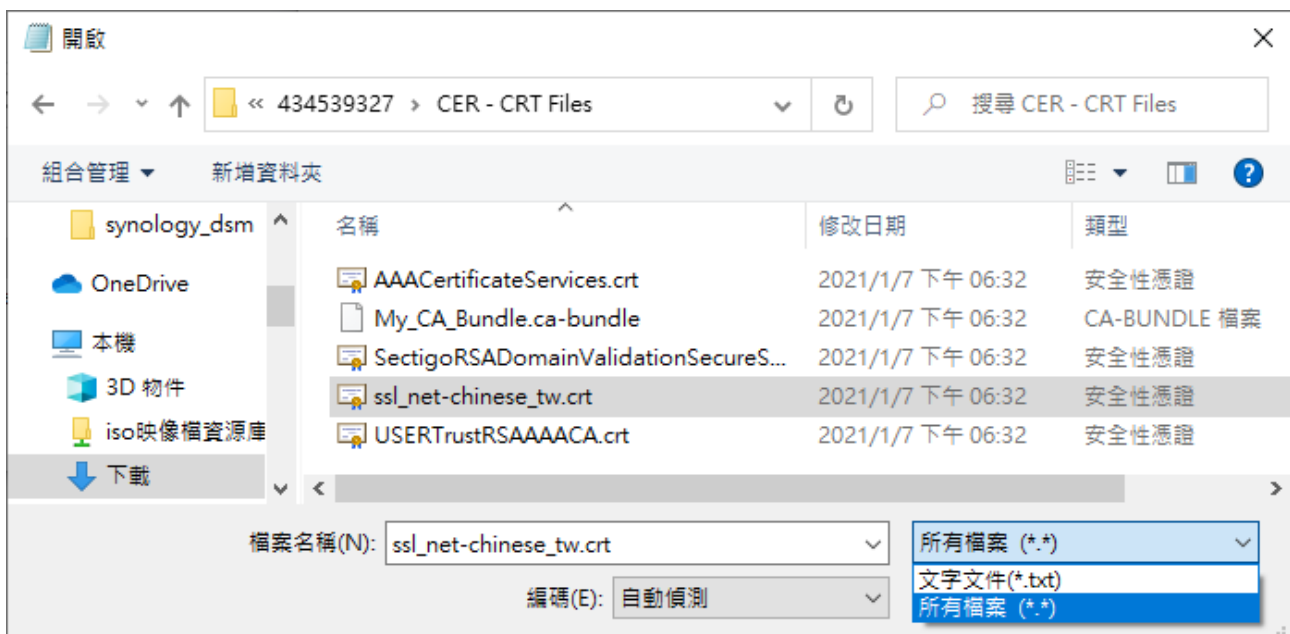 開啟
« 434539327 › CER - CRT Files
搜尋 CER - CRT Files
組合管理
新增資料夾
synology_dsm
OneDrive
本機
3D 物件
iso映像檔資源庫
下載
名稱 修改日期 類型
AAACertificateServices.crt 2021/1/7 下午 06:32 安全性憑證
My_CA_Bundle.ca-bundle 2021/1/7 下午 06:32 CA-BUNDLE 檔案
SectigoRSADomainValidationSecureS... 2021/1/7 下午 06:32 安全性憑證
ssl_net-chinese_tw.crt 2021/1/7 下午 06:32 安全性憑證
USERTrustRSAAAACA.crt 2021/1/7 下午 06:32 安全性憑證
檔案名稱(N): ssl_net-chinese_tw.crt 所有檔案 (*.*)
文字文件(*.txt)
所有檔案 (*.*)
編碼(E): 自動偵測